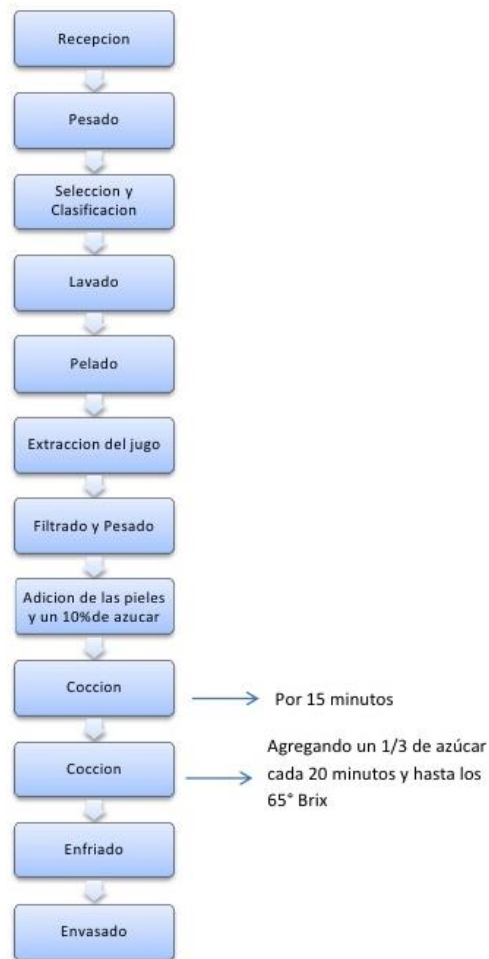 Recepcion
Pesado
Seleccion y
Clasificacion
Lavado
Pelado
Extraccion del jugo
Filtrado y Pesado
Adicion de las pieles
y un 10%de azucar
Coccion
Por 15 minutos
Coccion
Agregando un 1/3 de azúcar
cada 20 minutos y hasta los
65° Brix
Enfriado
Envasado